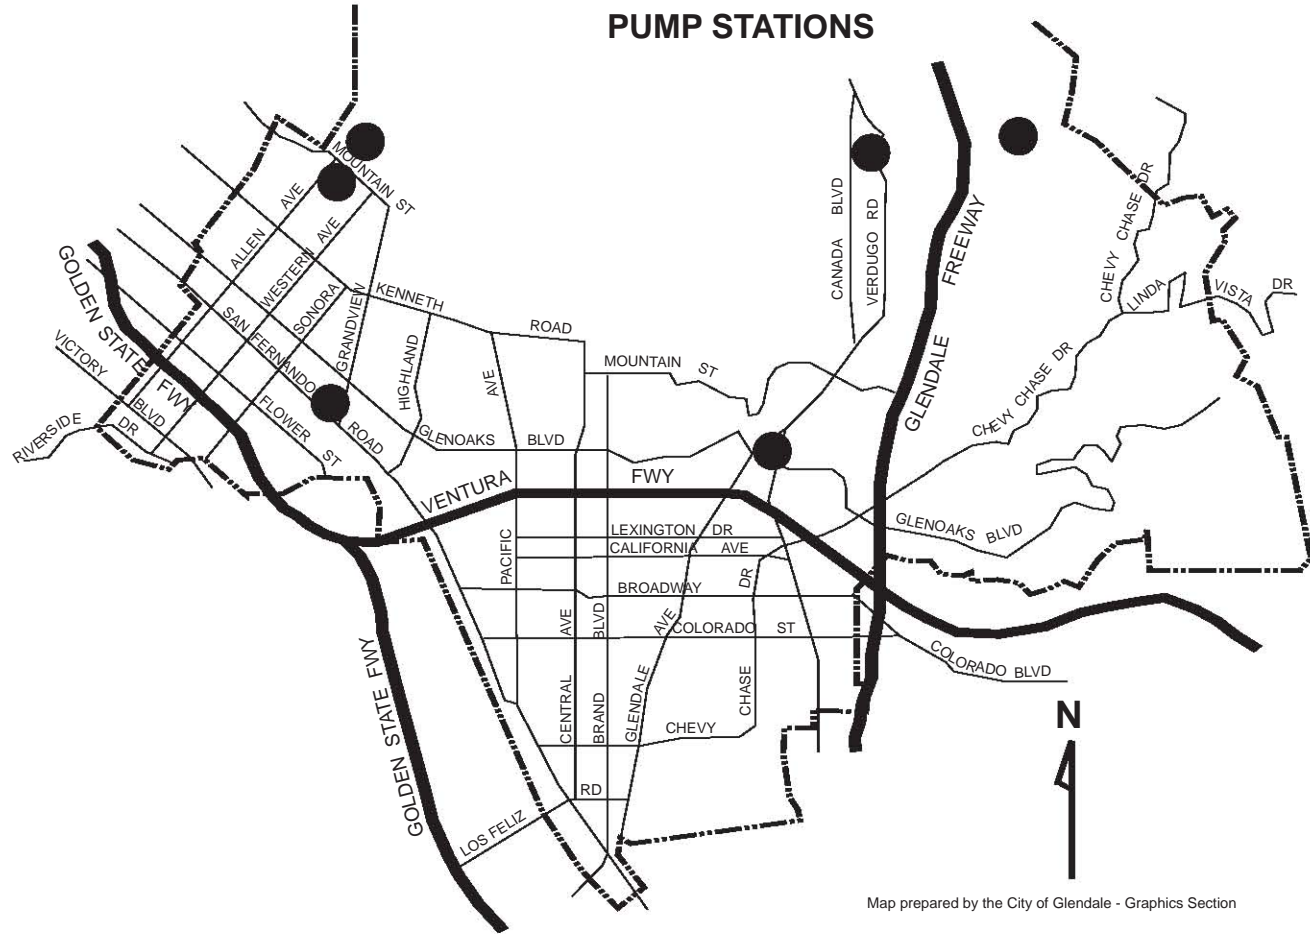 PUMP STATIONS
MOUNTAIN ST
ALLEN AVE
WESTERN AVE
SONORA
GRANDVIEW
KENNETH ROAD
SAN FERNANDO ROAD
GOLDEN STATE FWY
VICTORY BLVD
RIVERSIDE DR
FLOWER ST
HIGHLAND
AVE
GLENOAKS BLVD
MOUNTAIN ST
CANADA BLVD
VERDUGO RD
GLENDALE FREEWAY
CHEVY CHASE DR
LINDA VISTA DR
CHEVY CHASE DR
VENTURA FWY
GLENOAKS BLVD
LEXINGTON DR
CALIFORNIA AVE
PACIFIC
BROADWAY
COLORADO ST
COLORADO BLVD
CENTRAL AVE
BRAND BLVD
GLENDALE AVE
CHEVY
CHASE DR
GOLDEN STATE FWY
LOS FELIZ RD
N
Map prepared by the City of Glendale - Graphics Section